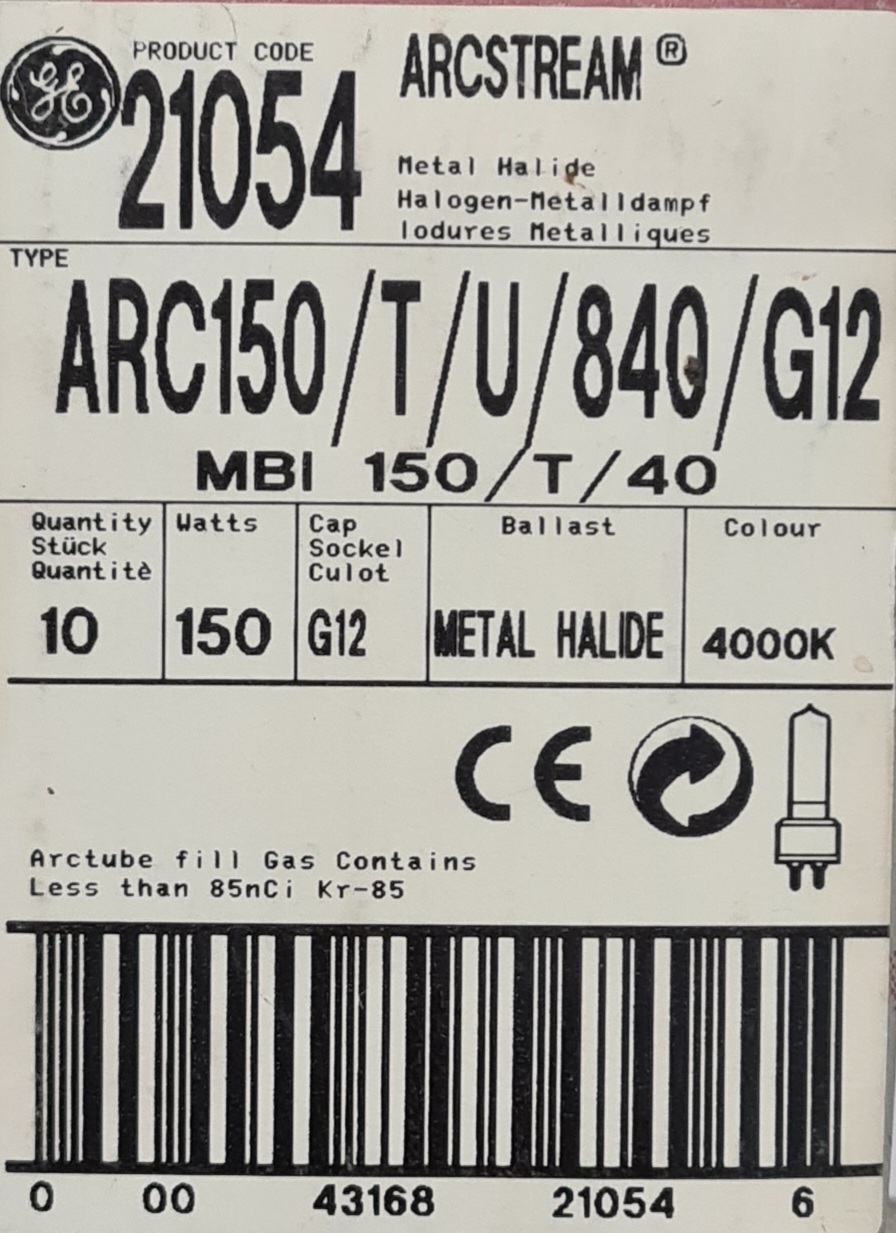 GE
PRODUCT CODE
21054
ARCSTREAM®
Metal Halide
Halogen-Metalldampf
Iodures Metalliques
TYPE
ARC150/T/U/840/G12
MBI 150/T/40
Quantity Stück Quantitè 10
Watts 150
Cap Sockel Culot G12
Ballast METAL HALIDE
Colour 4000K
CE
Arctube fill Gas Contains
Less than 85nCi Kr-85
0 00 43168 21054 6